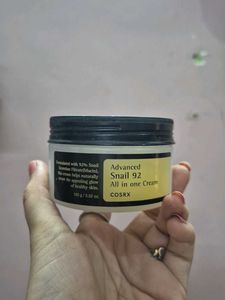 Formulated with 92% Snail
Secretion Filtrate(Mucin),
this cream helps naturally
create the appealing glow
of healthy skin.
100 g / 3.52 oz.
Advanced
Snail 92
All in one Cream
COSRX